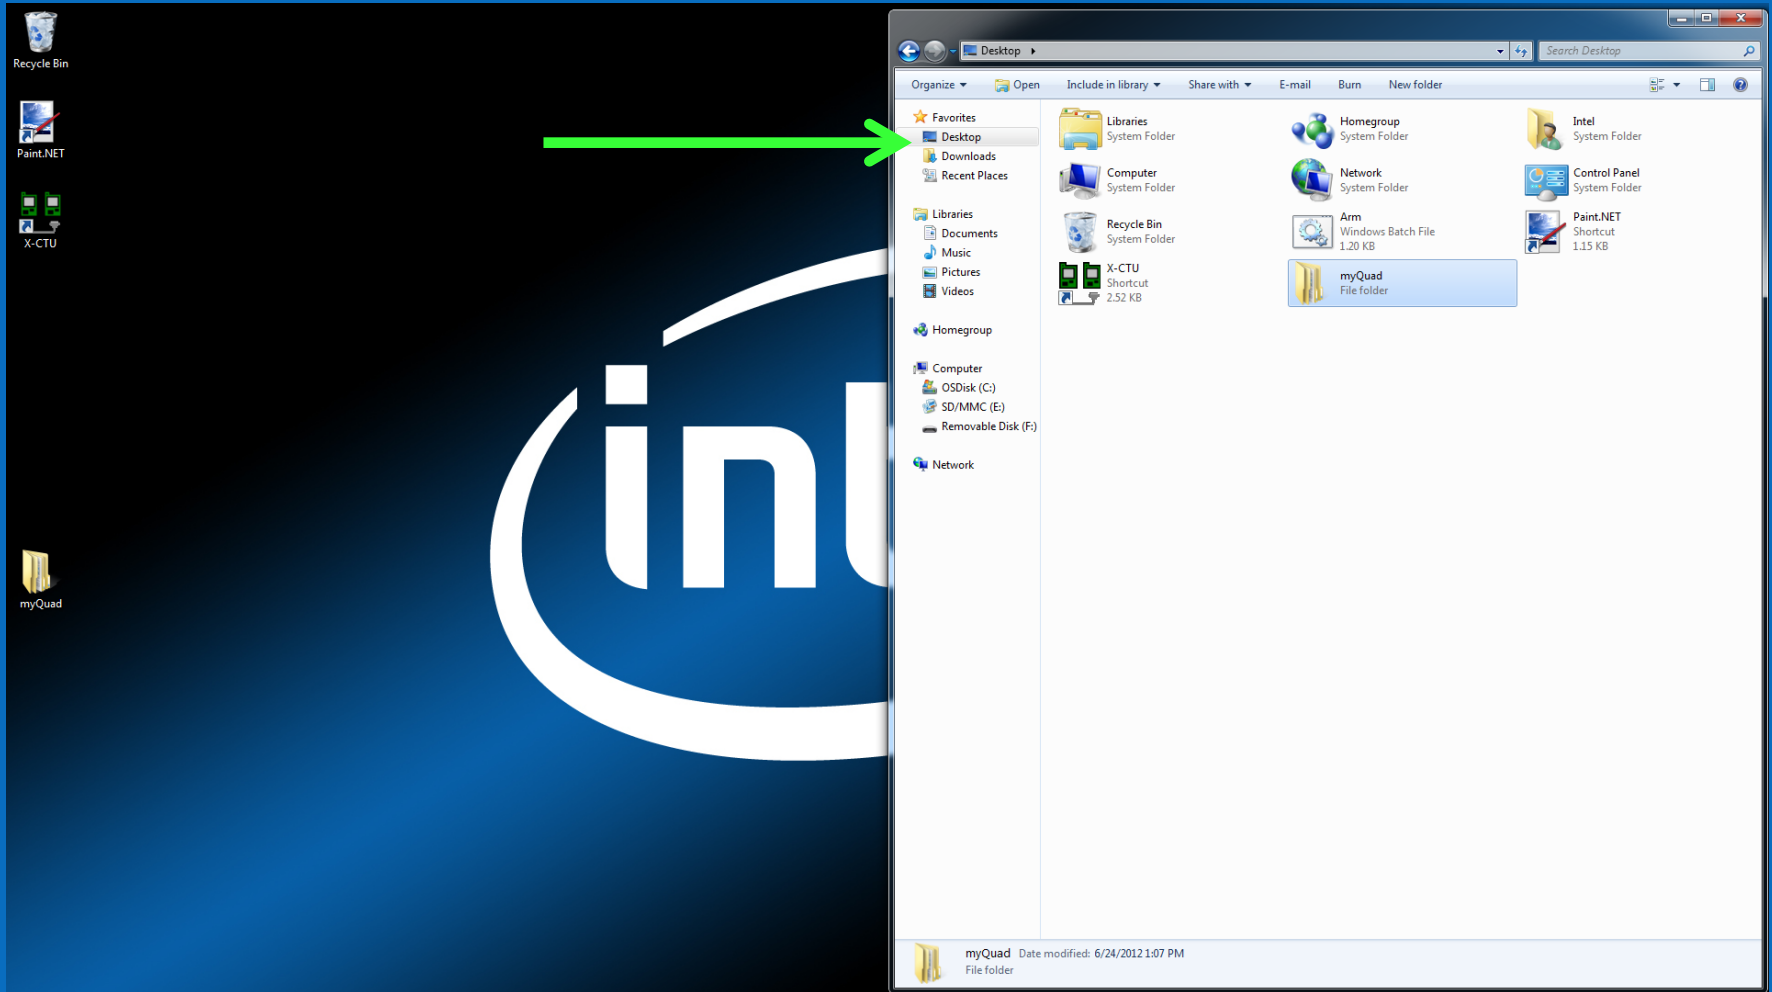 Recycle Bin
Paint.NET
X-CTU
myQuad
int
Desktop
Search Desktop
Organize
Open
Include in library
Share with
E-mail
Burn
New folder
Favorites
Desktop
Downloads
Recent Places
Libraries
Documents
Music
Pictures
Videos
Homegroup
Computer
OSDisk (C:)
SD/MMC (E:)
Removable Disk (F:)
Network
Libraries
System Folder
Homegroup
System Folder
Intel
System Folder
Computer
System Folder
Network
System Folder
Control Panel
System Folder
Recycle Bin
System Folder
Arm
Windows Batch File
1.20 KB
Paint.NET
Shortcut
1.15 KB
X-CTU
Shortcut
2.52 KB
myQuad
File folder
myQuad Date modified: 6/24/2012 1:07 PM
File folder